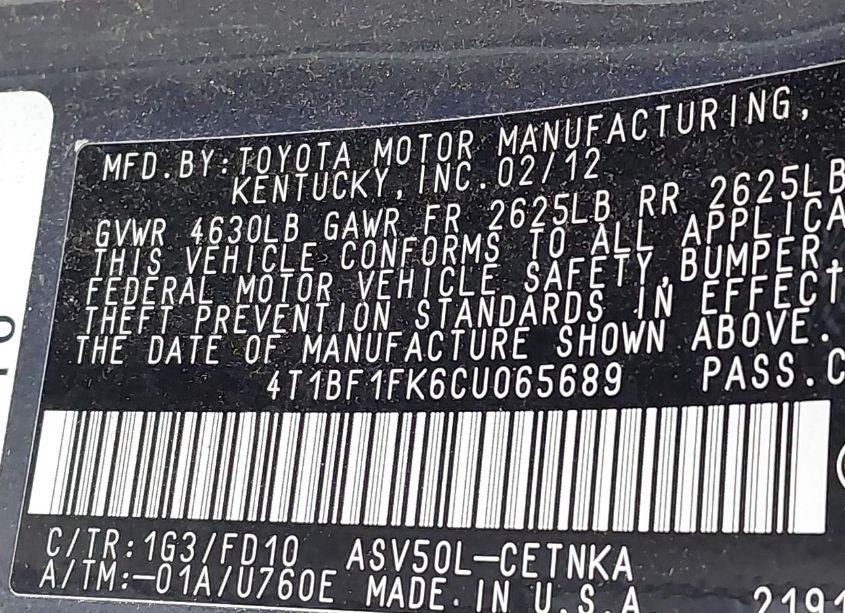 MFD.BY:TOYOTA MOTOR MANUFACTURING,
KENTUCKY, INC. 02/12
GVWR 4630LB GAWR FR 2625LB RR 2625LB
THIS VEHICLE CONFORMS TO ALL APPLICA
FEDERAL MOTOR VEHICLE SAFETY, BUMPER,
THEFT PREVENTION STANDARDS IN EFFECT
THE DATE OF MANUFACTURE SHOWN ABOVE.
4T1BF1FK6CU065689 PASS.C
C/TR:1G3/FD10 ASV50L-CETNKA
A/TM:-01A/U760E MADE IN U.S.A 2191